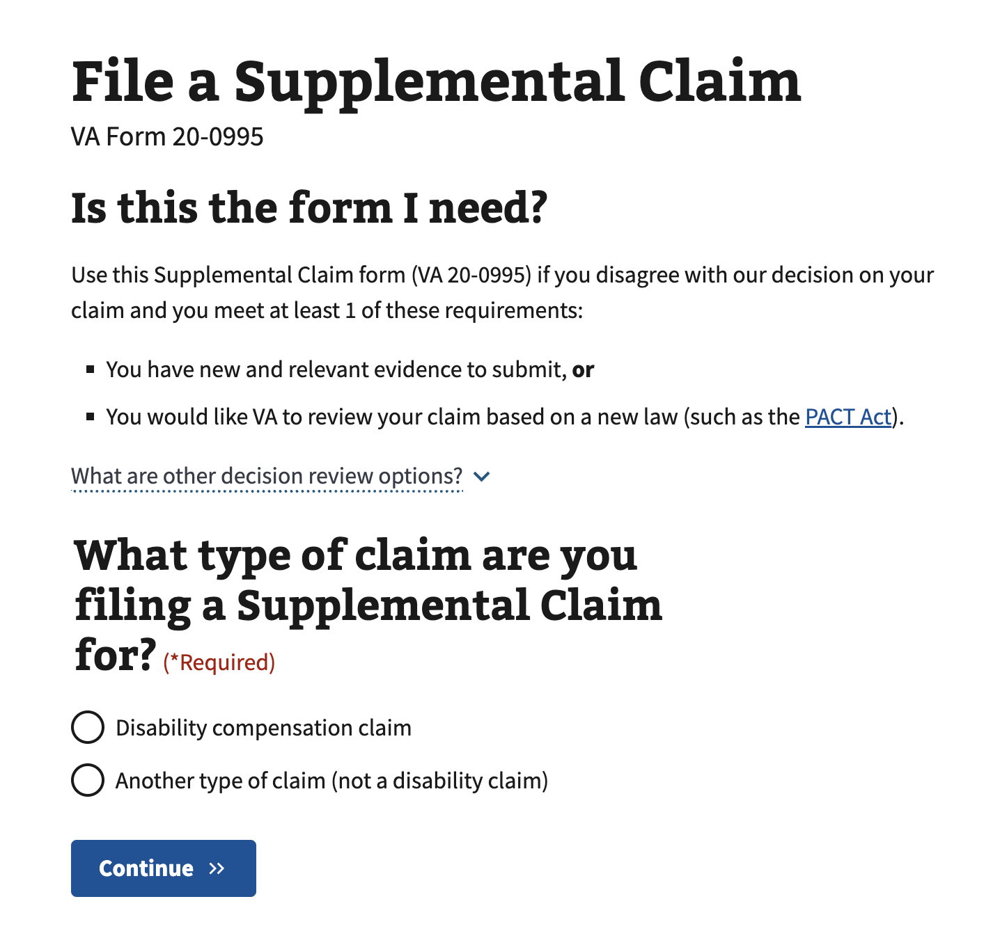 File a Supplemental Claim
VA Form 20-0995
Is this the form I need?
Use this Supplemental Claim form (VA 20-0995) if you disagree with our decision on your
claim and you meet at least 1 of these requirements:
You have new and relevant evidence to submit, or
You would like VA to review your claim based on a new law (such as the PACT Act).
What are other decision review options?
What type of claim are you
filing a Supplemental Claim
for? (*Required)
Disability compensation claim
Another type of claim (not a disability claim)
Continue